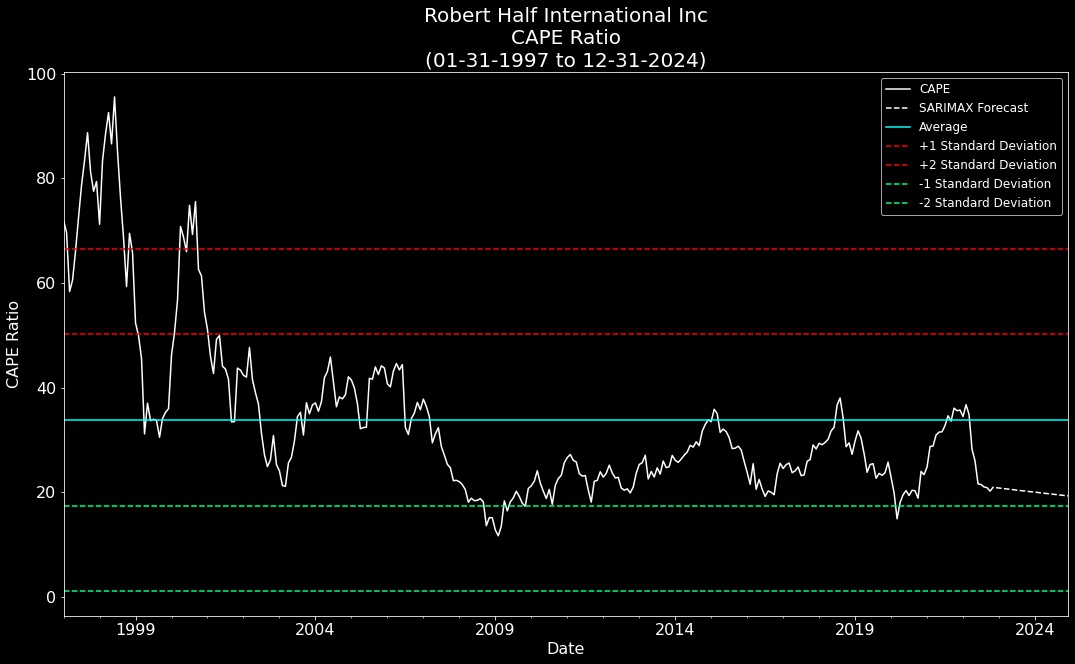 Robert Half International Inc
CAPE Ratio
(01-31-1997 to 12-31-2024)
100
80
60
40
20
0
CAPE Ratio
CAPE
SARIMAX Forecast
Average
+1 Standard Deviation
+2 Standard Deviation
-1 Standard Deviation
-2 Standard Deviation
1999
2004
2009
2014
2019
2024
Date